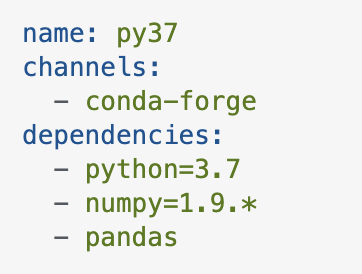 name: py37
channels:
  - conda-forge
dependencies:
  - python=3.7
  - numpy=1.9.*
  - pandas